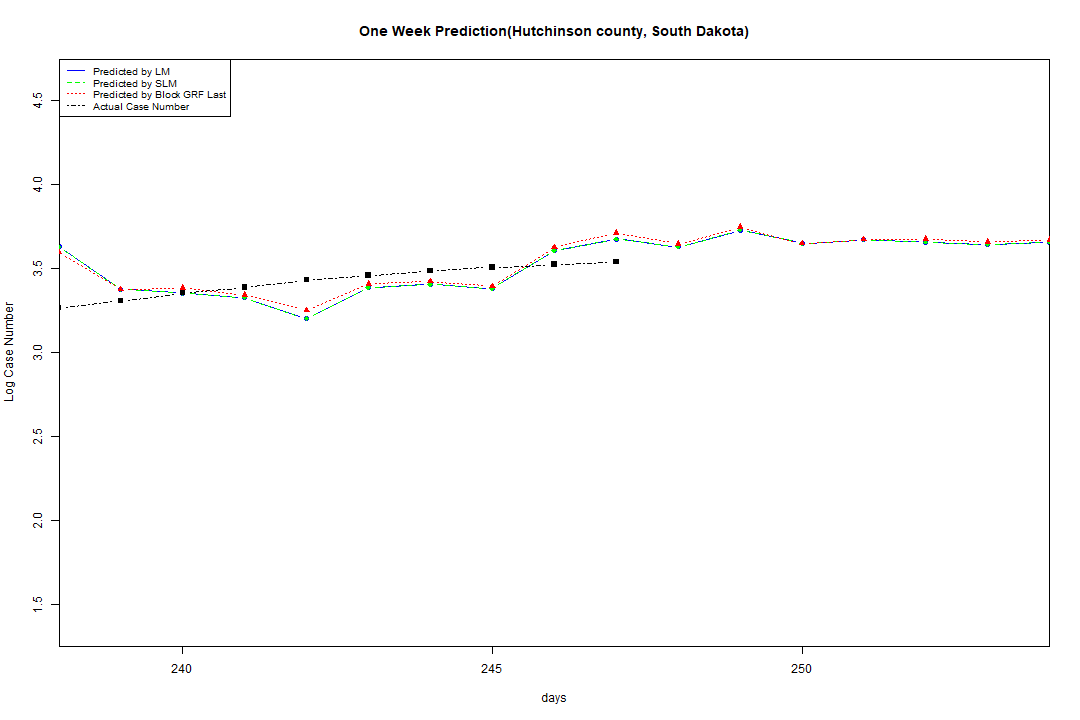 One Week Prediction(Hutchinson county, South Dakota)
Predicted by LM
Predicted by SLM
Predicted by Block GRF Last
Actual Case Number
4.5
4.0
3.5
3.0
2.5
2.0
1.5
Log Case Number
240
245
250
days